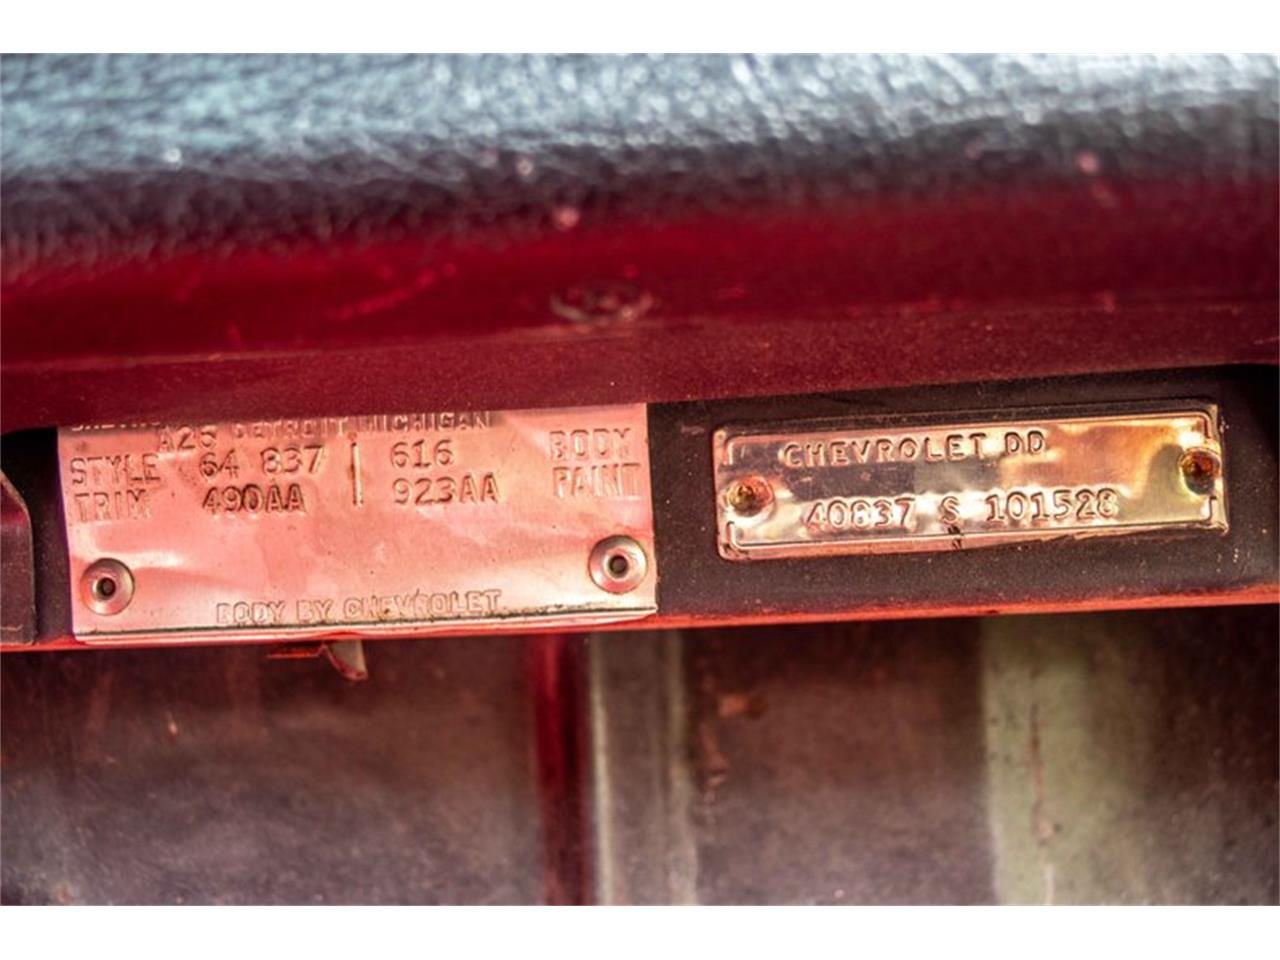 A26 DETROIT, MICHIGAN
STYLE 64 837 616 BODY
TRIM 490AA 923AA PAINT
BODY BY CHEVROLET
CHEVROLET DD
40837 S 101528